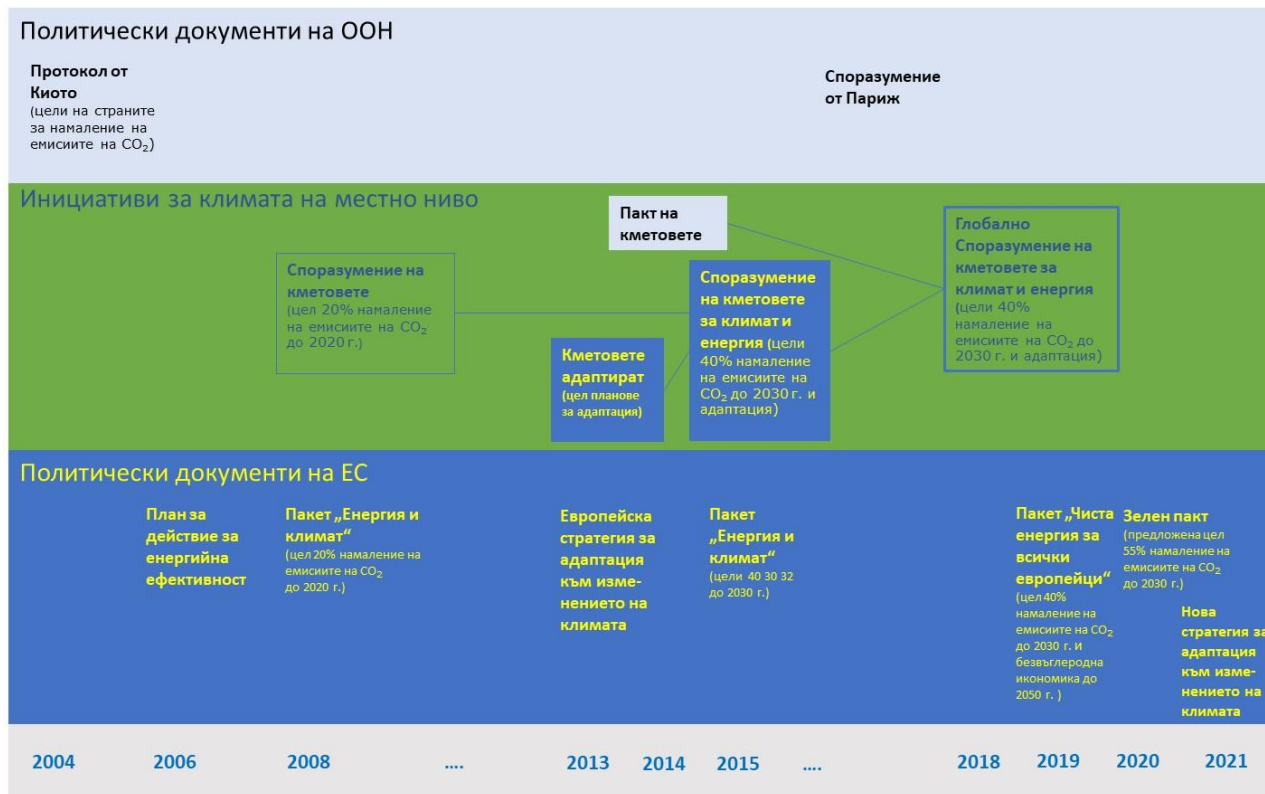 Политически документи на ООН
Протокол от
Киото
(цели на страните
за намаление на
емисиите на CO₂)
Споразумение
от Париж
Инициативи за климата на местно ниво
Споразумение на
кметовете
(цел 20% намаление
на емисиите на CO₂
до 2020 г.)
Кметовете
адаптират
(цел планове
за адаптация)
Пакт на
кметовете
Споразумение
на кметовете
за климат и
енергия (цели
40% намаление
на емисиите на
CO₂ до 2030 г. и
адаптация)
Глобално
Споразумение на
кметовете за
климат и енергия
(цели 40%
намаление на
емисиите на CO₂ до
2030 г. и адаптация)
Политически документи на ЕС
План за
действие за
енергийна
ефективност
Пакет „Енергия и
климат“
(цел 20% намаление на
емисиите на CO₂
до 2020 г.)
Европейска
стратегия за
адаптация
към изме-
нението на
климата
Пакет
„Енергия и
климат“
(цели 40 30 32
до 2030 г.)
Пакет „Чиста
енергия за
всички
европейци“
(цел 40%
намаление на
емисиите на CO₂
до 2030 г. и
безвъглеродна
икономика до
2050 г. )
Зелен пакт
(предложена цел
55% намаление на
емисиите на CO₂
до 2030 г.)
Нова
стратегия за
адаптация
към изме-
нението на
климата
2004 2006 2008 .... 2013 2014 2015 .... 2018 2019 2020 2021